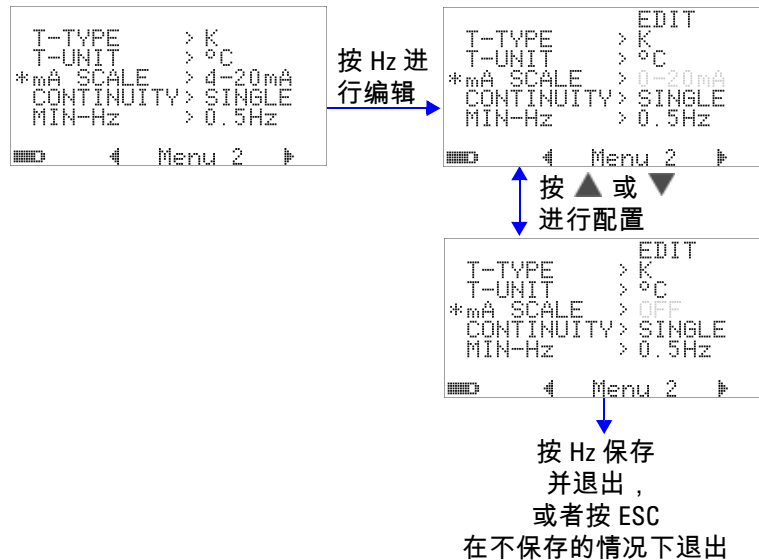 T-TYPE > K
T-UNIT > °C
*mA SCALE > 4-20mA
CONTINUITY> SINGLE
MIN-Hz > 0.5Hz
Menu 2
按 Hz 进
行编辑
EDIT
T-TYPE > K
T-UNIT > °C
*mA SCALE > 0-20mA
CONTINUITY> SINGLE
MIN-Hz > 0.5Hz
Menu 2
按 ▲ 或 ▼
进行配置
EDIT
T-TYPE > K
T-UNIT > °C
*mA SCALE > OFF
CONTINUITY> SINGLE
MIN-Hz > 0.5Hz
Menu 2
按 Hz 保存
并退出，
或者按 ESC
在不保存的情况下退出